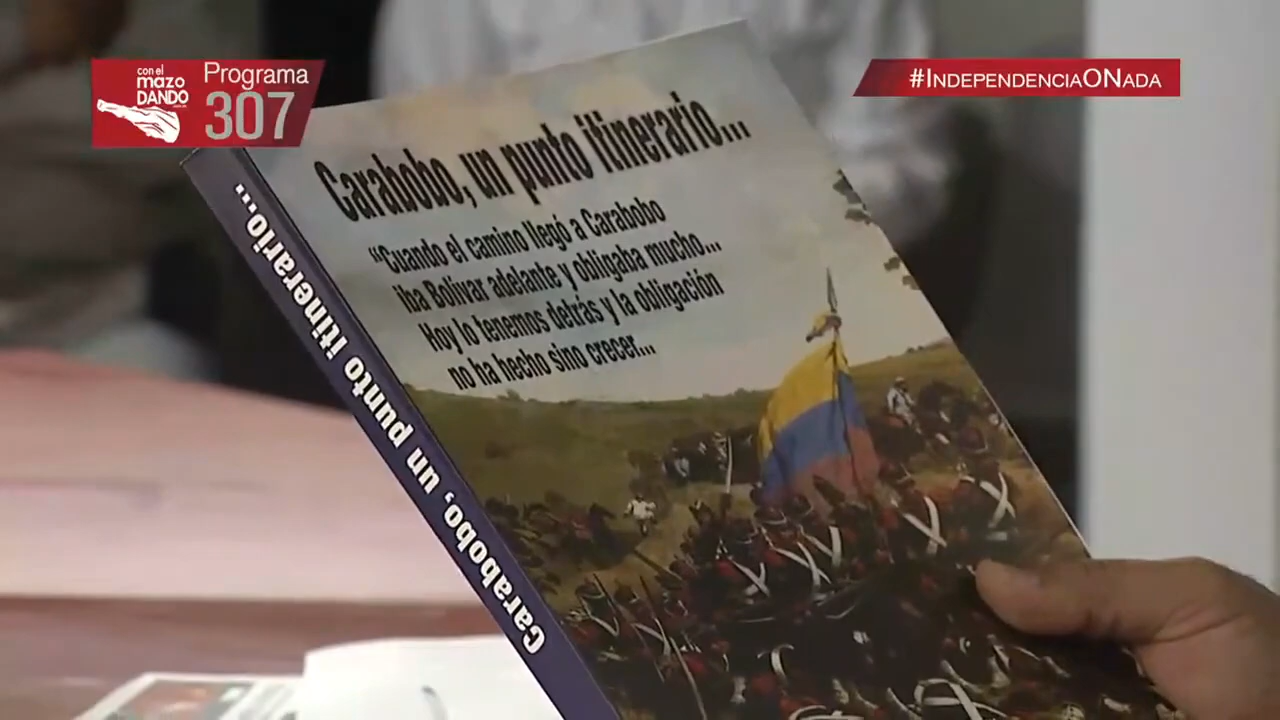 con el
mazo
DANDO
Programa
307
#INDEPENDENCIAONADA
Carabobo, un punto itinerario...
“Cuando el camino llegó a Carabobo
iba Bolívar adelante y obligaba mucho...
Hoy lo tenemos detrás y la obligación
no ha hecho sino crecer...
Carabobo, un punto itinerario...